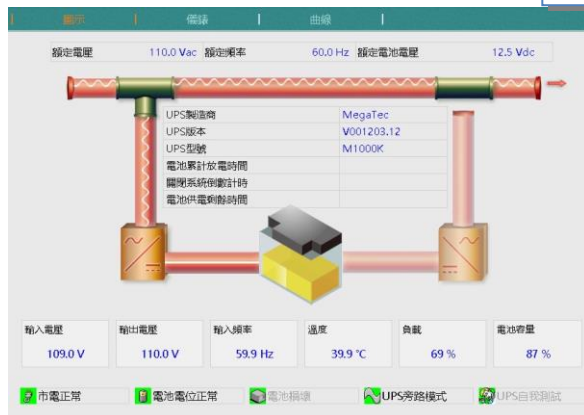 圖示 儀錶 曲線
額定電壓 110.0 Vac 額定頻率 60.0 Hz 額定電池電壓 12.5 Vdc
UPS製造商 MegaTec
UPS版本 V001203.12
UPS型號 M1000K
電池累計放電時間
關閉系統倒數計時
電池供電剩餘時間
輸入電壓 輸出電壓 輸入頻率 溫度 負載 電池容量
109.0 V 110.0 V 59.9 Hz 39.9 °C 69 % 87 %
市電正常 電池電位正常 電池損壞 UPS旁路模式 UPS自我測試